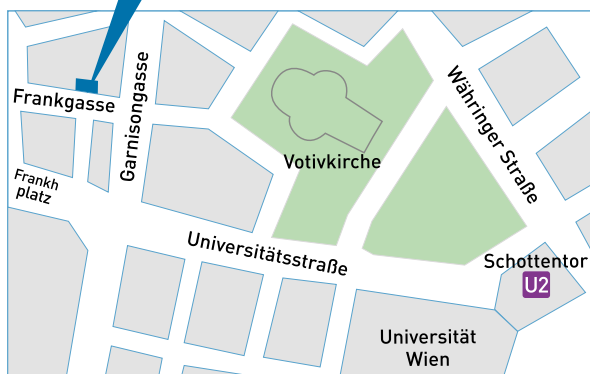 Frankgasse
Garnisongasse
Währinger Straße
Votivkirche
Frankh
platz
Universitätsstraße
Schottentor
U2
Universität
Wien